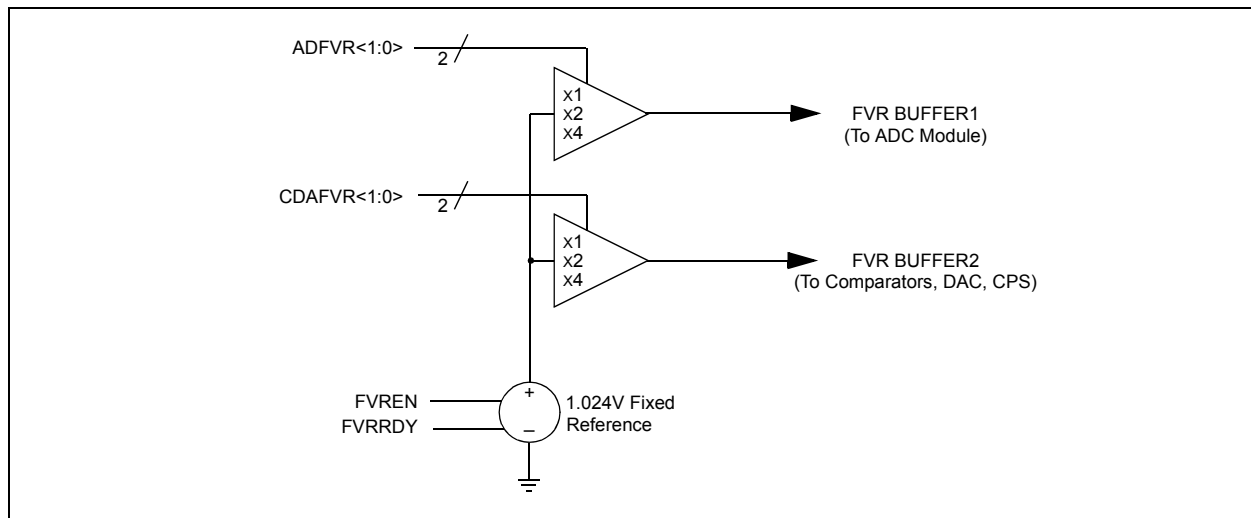 ADFVR<1:0>
2
X1
X2
X4
FVR BUFFER1
(To ADC Module)
CDAFVR<1:0>
2
X1
X2
X4
FVR BUFFER2
(To Comparators, DAC, CPS)
FVREN
FVRRDY
+
–
1.024V Fixed
Reference